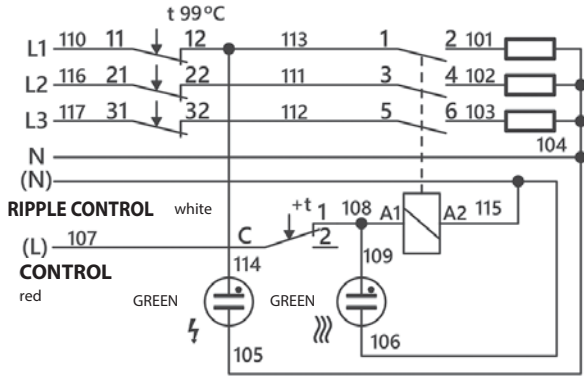 t 99°C
L1 110 11 12 113 1 2 101
L2 116 21 22 111 3 4 102
L3 117 31 32 112 5 6 103
104
N
(N)
RIPPLE CONTROL white
+t 1 108 A1 A2 115
(L) 107 C 2
CONTROL 114 109
red GREEN GREEN
105 106